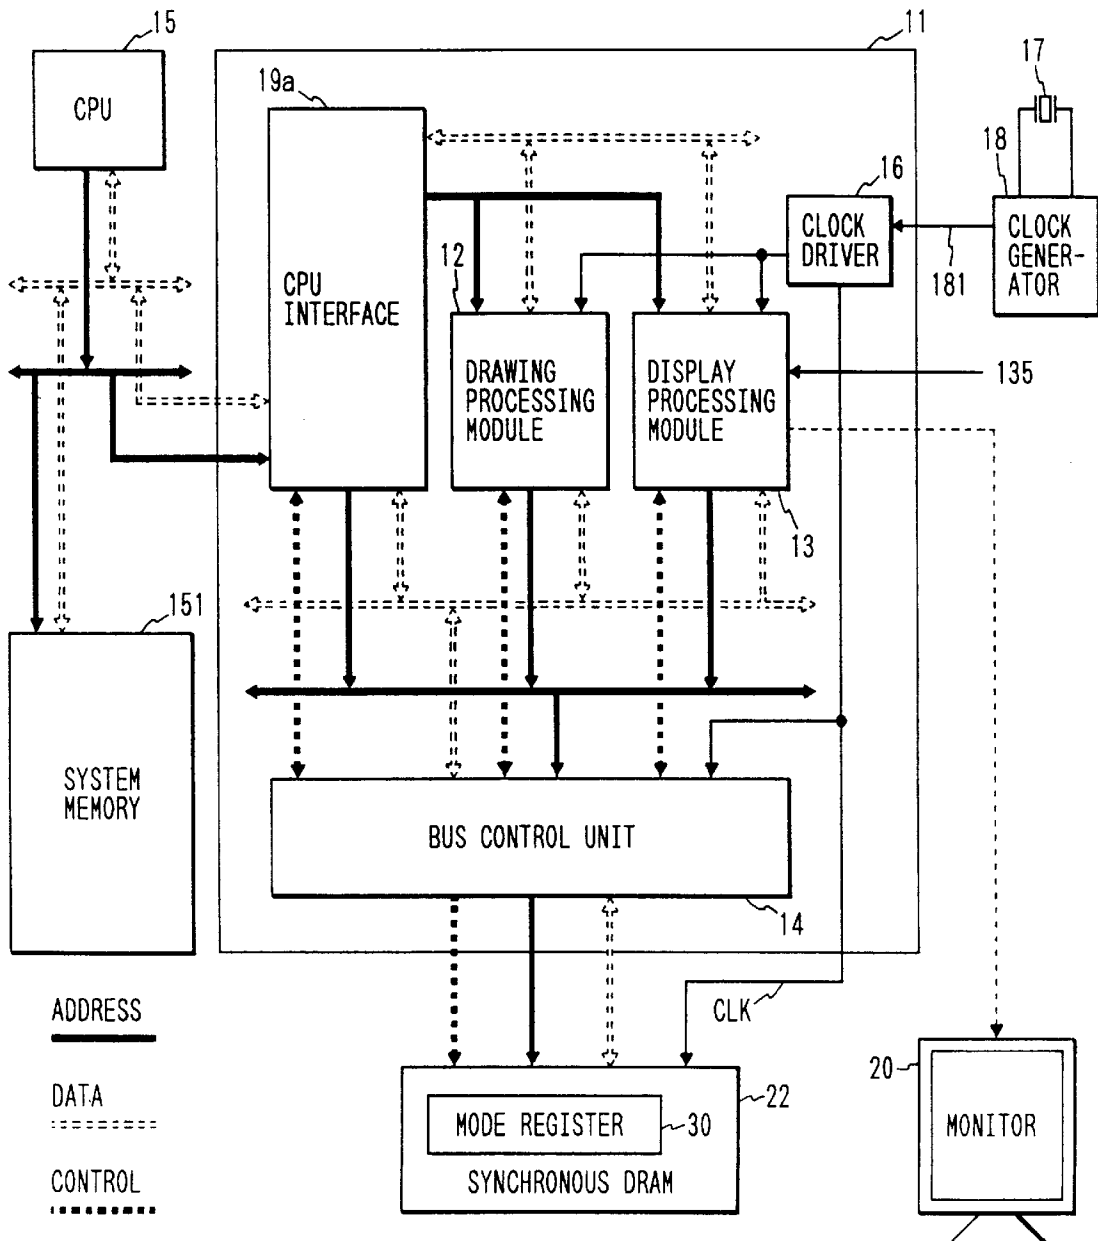 15
11
17
CPU
19a
18
16
CLOCK
DRIVER
181
CLOCK
GENER-
ATOR
12
CPU
INTERFACE
DRAWING
PROCESSING
MODULE
DISPLAY
PROCESSING
MODULE
135
13
151
SYSTEM
MEMORY
BUS CONTROL UNIT
14
ADDRESS
CLK
DATA
CONTROL
22
MODE REGISTER
30
SYNCHRONOUS DRAM
20
MONITOR